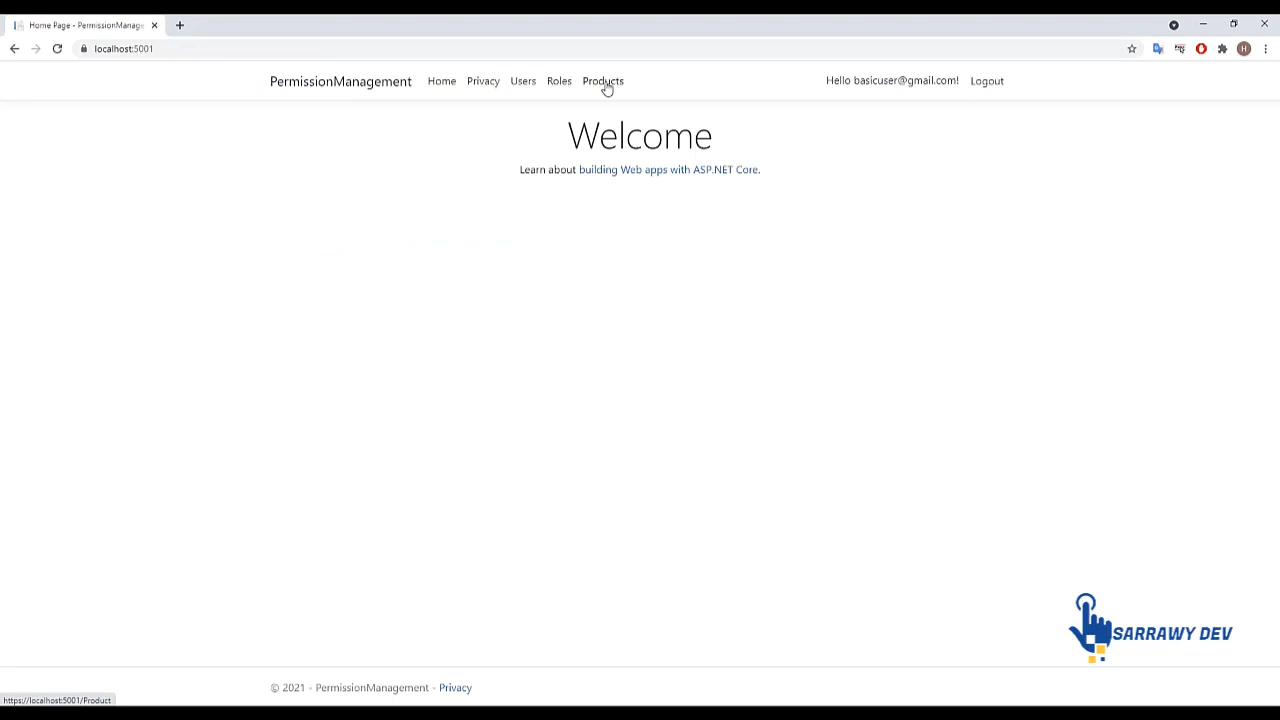 Home Page - PermissionManage
localhost:5001
H
PermissionManagement Home Privacy Users Roles Products Hello basicuser@gmail.com! Logout
Welcome
Learn about building Web apps with ASP.NET Core.
SARRAWY DEV
© 2021 - PermissionManagement - Privacy
https://localhost:5001/Product